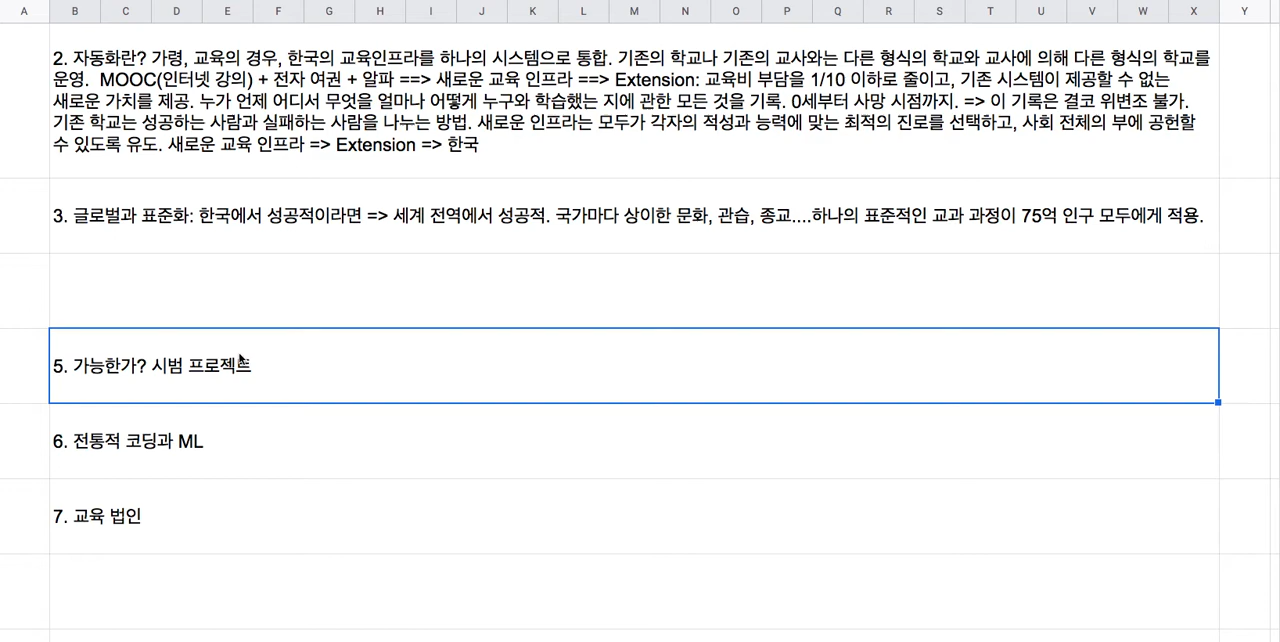 A B C D E F G H I J K L M N O P Q R S T U V W X Y
2. 자동화란? 가령, 교육의 경우, 한국의 교육인프라를 하나의 시스템으로 통합. 기존의 학교나 기존의 교사와는 다른 형식의 학교와 교사에 의해 다른 형식의 학교를
운영.  MOOC(인터넷 강의) + 전자 여권 + 알파 ==> 새로운 교육 인프라 ==> Extension: 교육비 부담을 1/10 이하로 줄이고, 기존 시스템이 제공할 수 없는
새로운 가치를 제공. 누가 언제 어디서 무엇을 얼마나 어떻게 누구와 학습했는 지에 관한 모든 것을 기록. 0세부터 사망 시점까지. => 이 기록은 결코 위변조 불가.
기존 학교는 성공하는 사람과 실패하는 사람을 나누는 방법. 새로운 인프라는 모두가 각자의 적성과 능력에 맞는 최적의 진로를 선택하고, 사회 전체의 부에 공헌할
수 있도록 유도. 새로운 교육 인프라 => Extension => 한국
3. 글로벌과 표준화: 한국에서 성공적이라면 => 세계 전역에서 성공적. 국가마다 상이한 문화, 관습, 종교....하나의 표준적인 교과 과정이 75억 인구 모두에게 적용.
5. 가능한가? 시범 프로젝트
6. 전통적 코딩과 ML
7. 교육 법인